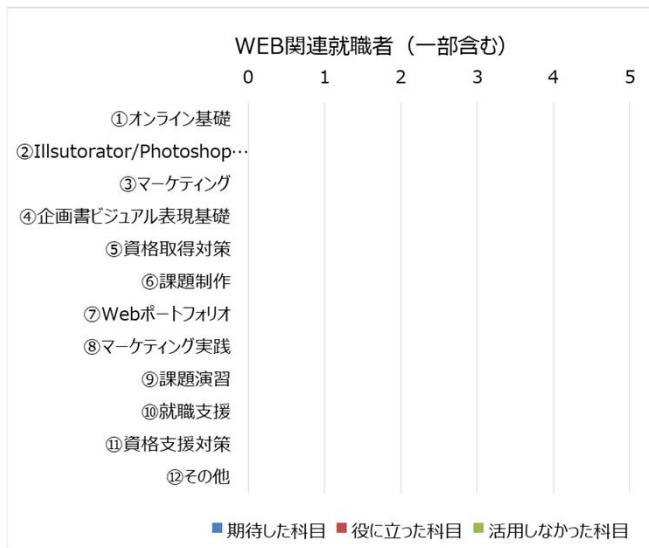 WEB関連就職者（一部含む）
0 1 2 3 4 5
①オンライン基礎
②Illsutorator/Photoshop…
③マーケティング
④企画書ビジュアル表現基礎
⑤資格取得対策
⑥課題制作
⑦Webポートフォリオ
⑧マーケティング実践
⑨課題演習
⑩就職支援
⑪資格支援対策
⑫その他
期待した科目 役に立った科目 活用しなかった科目